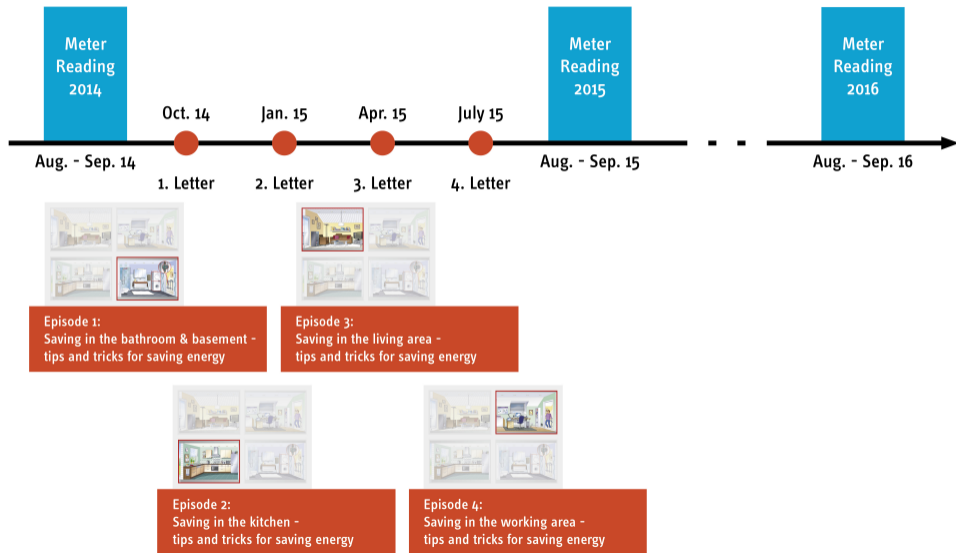 Meter
Reading
2014
Meter
Reading
2015
Meter
Reading
2016
Oct. 14
Jan. 15
Apr. 15
July 15
Aug. - Sep. 14
Aug. - Sep. 15
Aug. - Sep. 16
1. Letter
2. Letter
3. Letter
4. Letter
Episode 1:
Saving in the bathroom & basement -
tips and tricks for saving energy
Episode 3:
Saving in the living area -
tips and tricks for saving energy
Episode 2:
Saving in the kitchen -
tips and tricks for saving energy
Episode 4:
Saving in the working area -
tips and tricks for saving energy